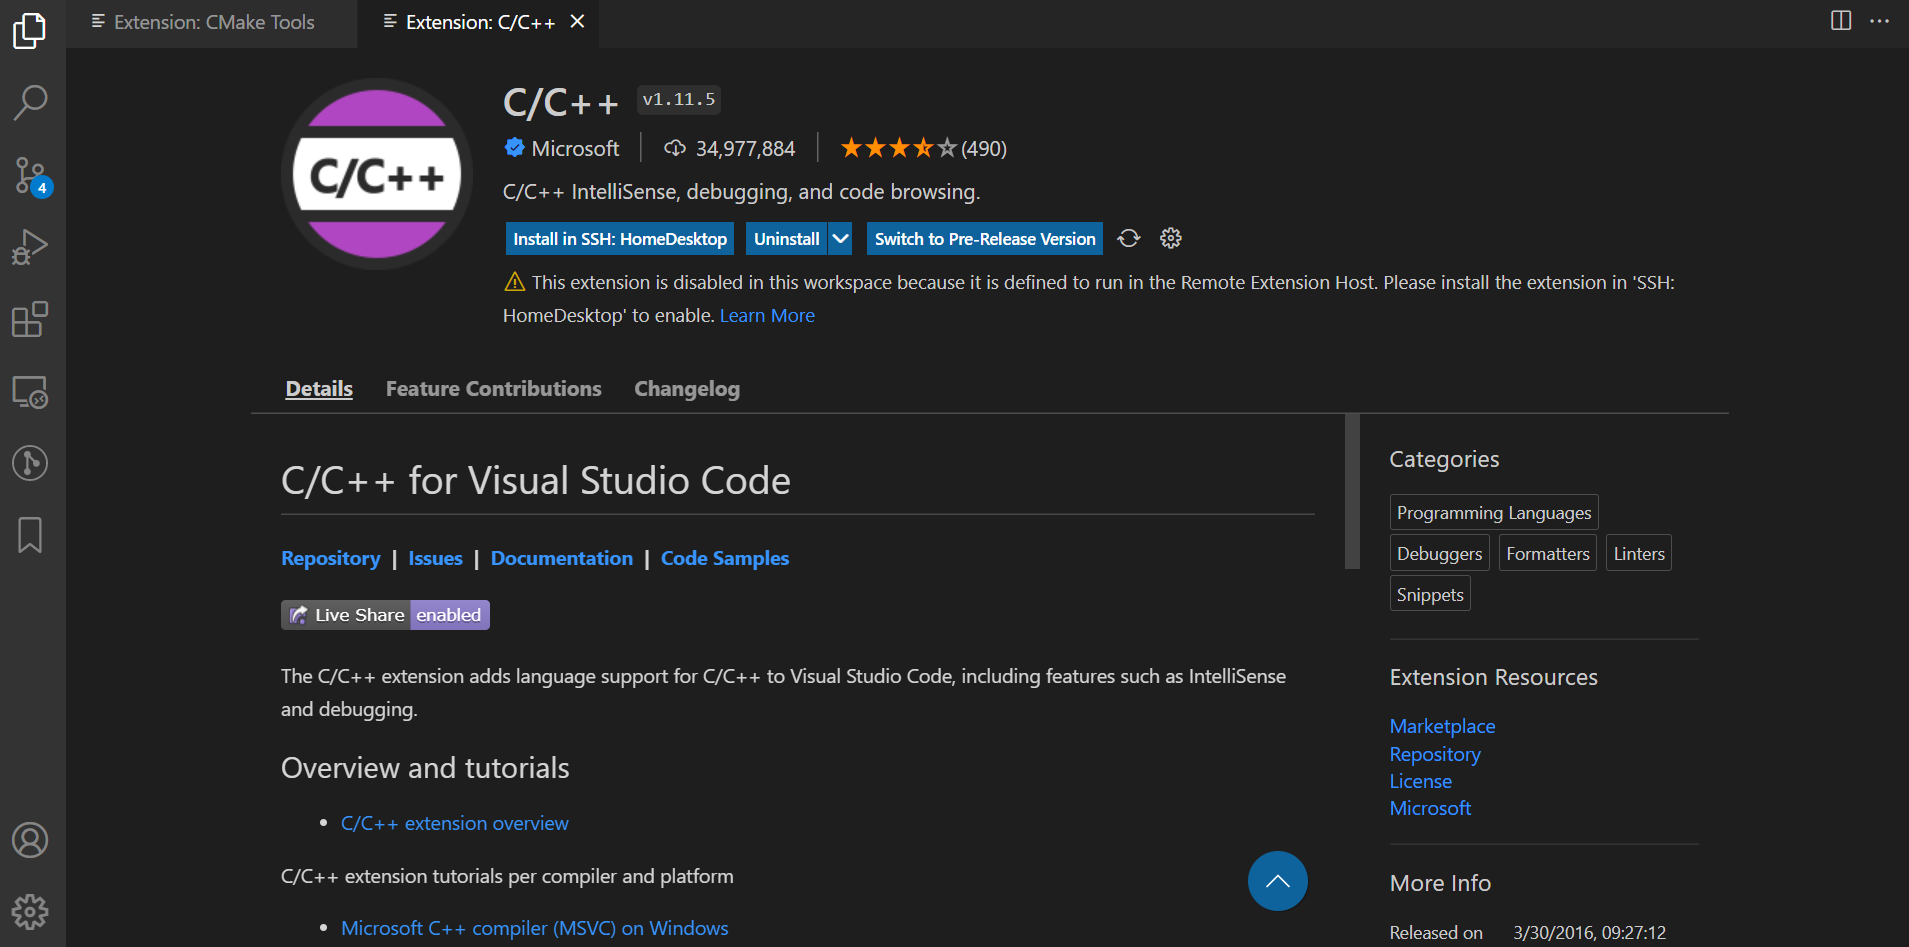 Extension: CMake Tools
Extension: C/C++
C/C++ v1.11.5
C/C++
Microsoft 34,977,884 (490)
4
C/C++ IntelliSense, debugging, and code browsing.
Install in SSH: HomeDesktop Uninstall Switch to Pre-Release Version
This extension is disabled in this workspace because it is defined to run in the Remote Extension Host. Please install the extension in 'SSH:
HomeDesktop' to enable. Learn More
Details Feature Contributions Changelog
C/C++ for Visual Studio Code
Repository | Issues | Documentation | Code Samples
Live Share enabled
The C/C++ extension adds language support for C/C++ to Visual Studio Code, including features such as IntelliSense
and debugging.
Overview and tutorials
• C/C++ extension overview
C/C++ extension tutorials per compiler and platform
• Microsoft C++ compiler (MSVC) on Windows
Categories
Programming Languages
Debuggers Formatters Linters
Snippets
Extension Resources
Marketplace
Repository
License
Microsoft
More Info
Released on 3/30/2016, 09:27:12